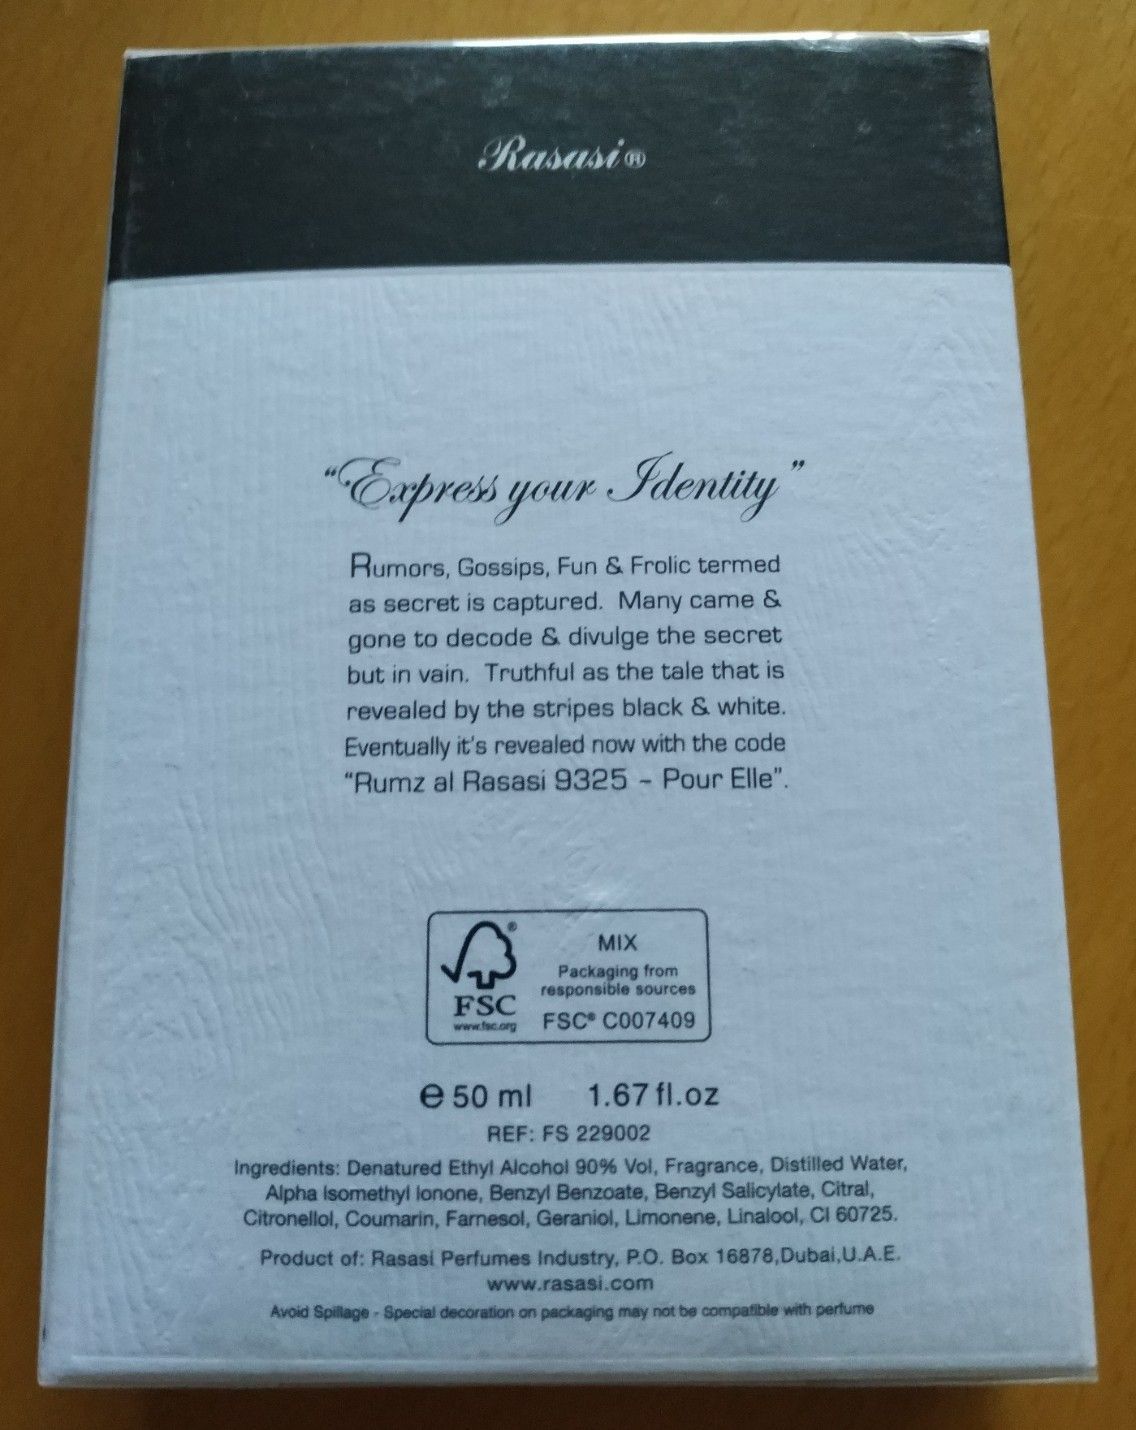 Rasasi®
"Express your Identity"
Rumors, Gossips, Fun & Frolic termed
as secret is captured. Many came &
gone to decode & divulge the secret
but in vain. Truthful as the tale that is
revealed by the stripes black & white.
Eventually it's revealed now with the code
"Rumz al Rasasi 9325 ~ Pour Elle".
®
FSC
www.fsc.org
MIX
Packaging from
responsible sources
FSC® C007409
℮ 50 ml 1.67 fl.oz
REF: FS 229002
Ingredients: Denatured Ethyl Alcohol 90% Vol, Fragrance, Distilled Water,
Alpha Isomethyl Ionone, Benzyl Benzoate, Benzyl Salicylate, Citral,
Citronellol, Coumarin, Farnesol, Geraniol, Limonene, Linalool, CI 60725.
Product of: Rasasi Perfumes Industry, P.O. Box 16878,Dubai,U.A.E.
www.rasasi.com
Avoid Spillage - Special decoration on packaging may not be compatible with perfume